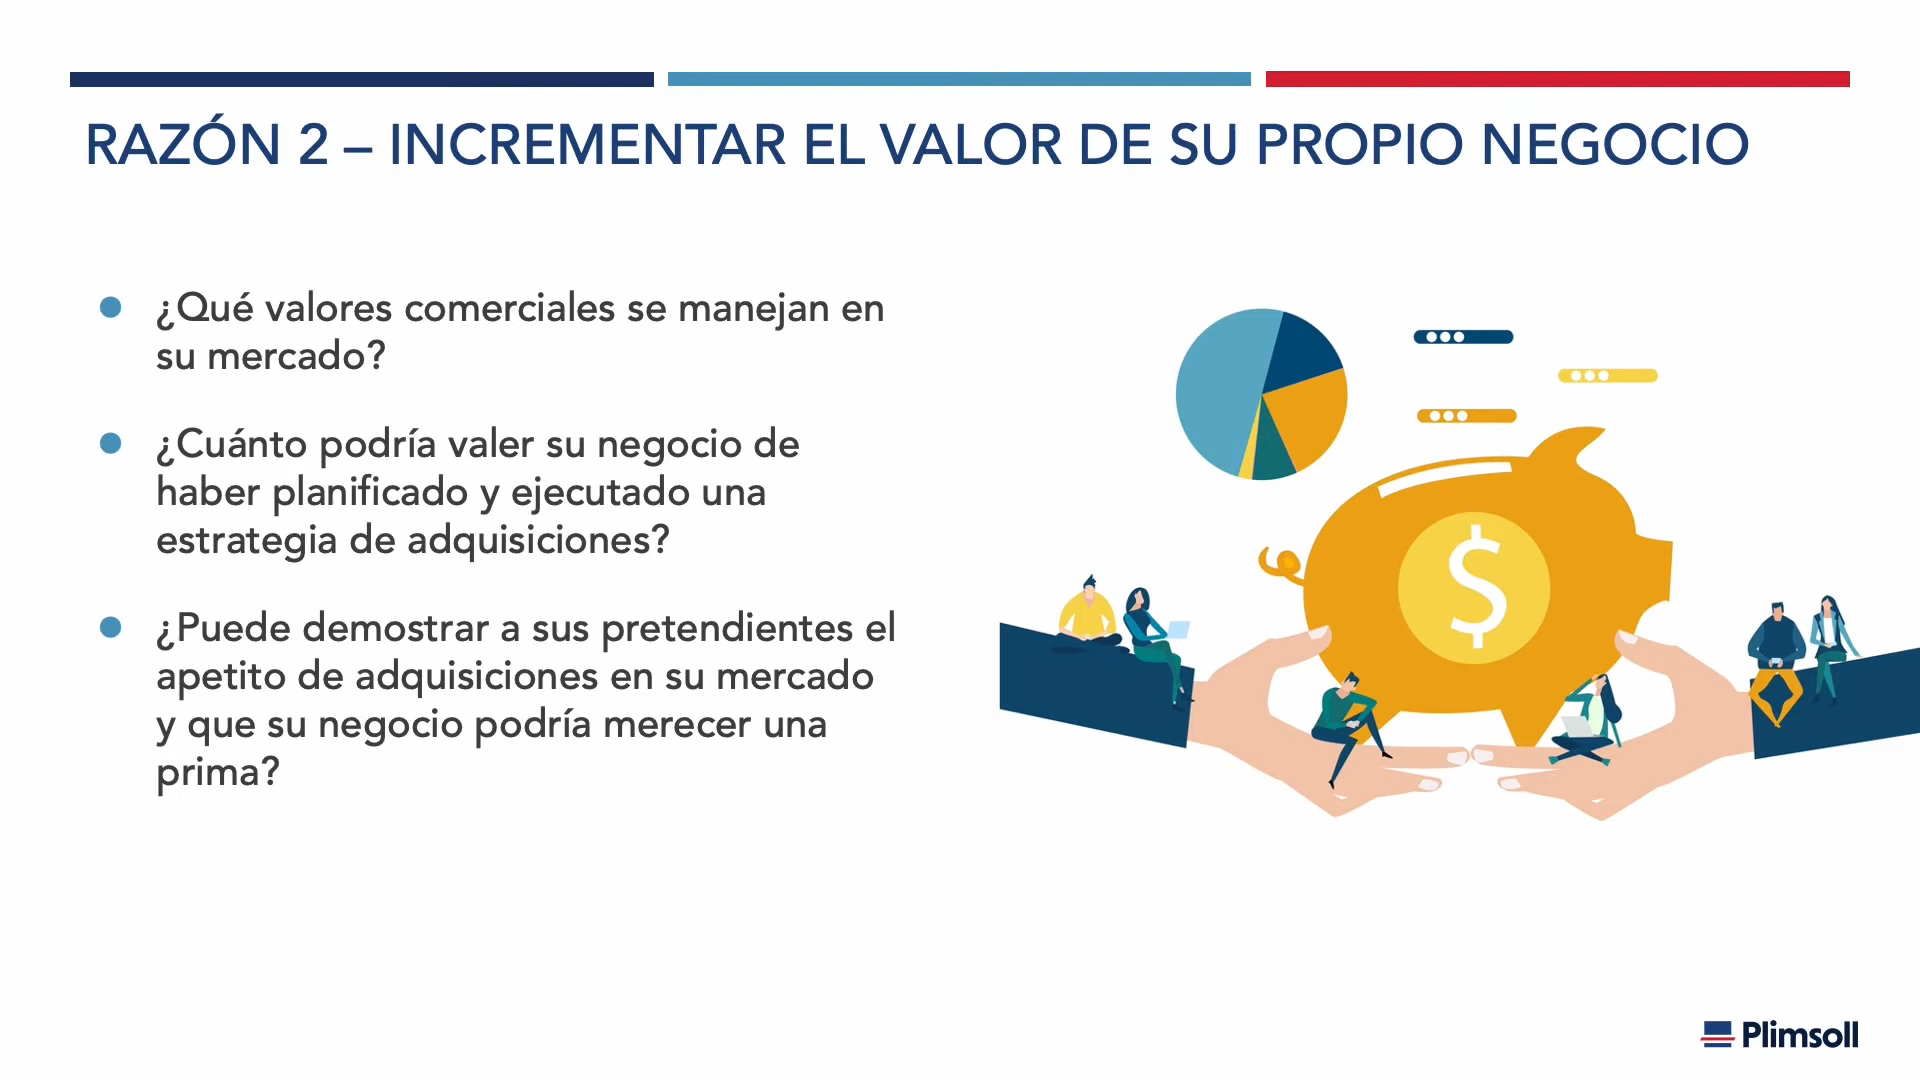 RAZÓN 2 – INCREMENTAR EL VALOR DE SU PROPIO NEGOCIO
¿Qué valores comerciales se manejan en
su mercado?
¿Cuánto podría valer su negocio de
haber planificado y ejecutado una
estrategia de adquisiciones?
¿Puede demostrar a sus pretendientes el
apetito de adquisiciones en su mercado
y que su negocio podría merecer una
prima?
$
Plimsoll